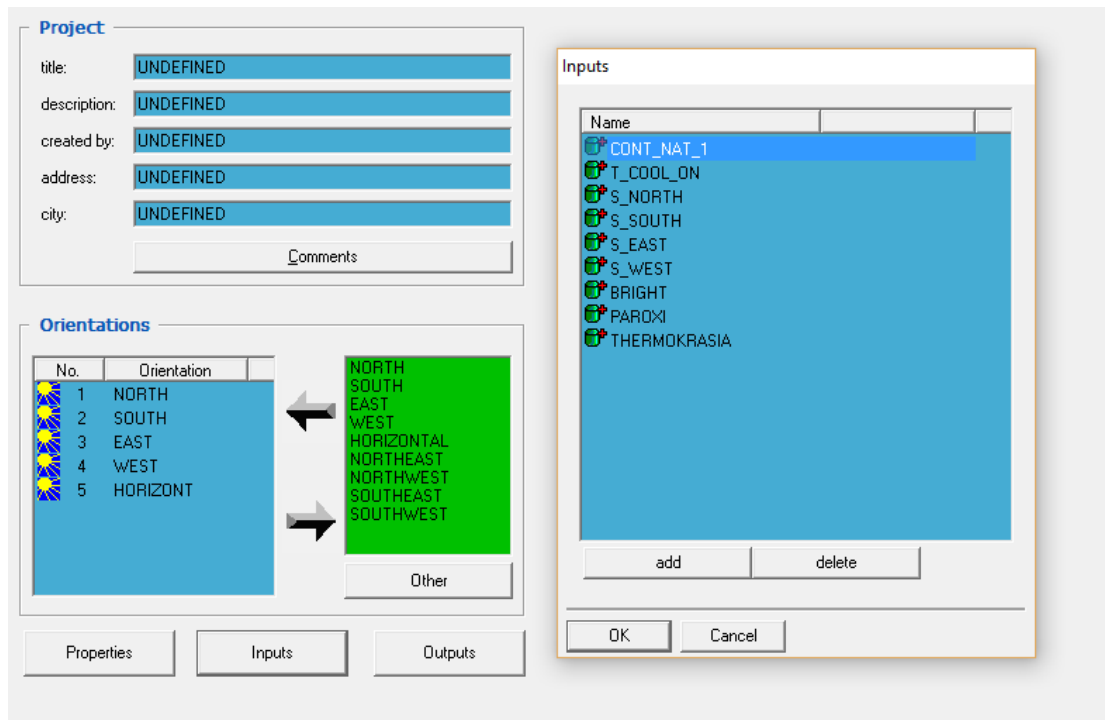 Project
title: UNDEFINED
description: UNDEFINED
created by: UNDEFINED
address: UNDEFINED
city: UNDEFINED
Comments
Orientations
No. Orientation
1 NORTH
2 SOUTH
3 EAST
4 WEST
5 HORIZONT
NORTH
SOUTH
EAST
WEST
HORIZONTAL
NORTHEAST
NORTHWEST
SOUTHEAST
SOUTHWEST
Other
Properties Inputs Outputs
Inputs
Name
CONT_NAT_1
T_COOL_ON
S_NORTH
S_SOUTH
S_EAST
S_WEST
BRIGHT
PAROXI
THERMOKRASIA
add delete
OK Cancel